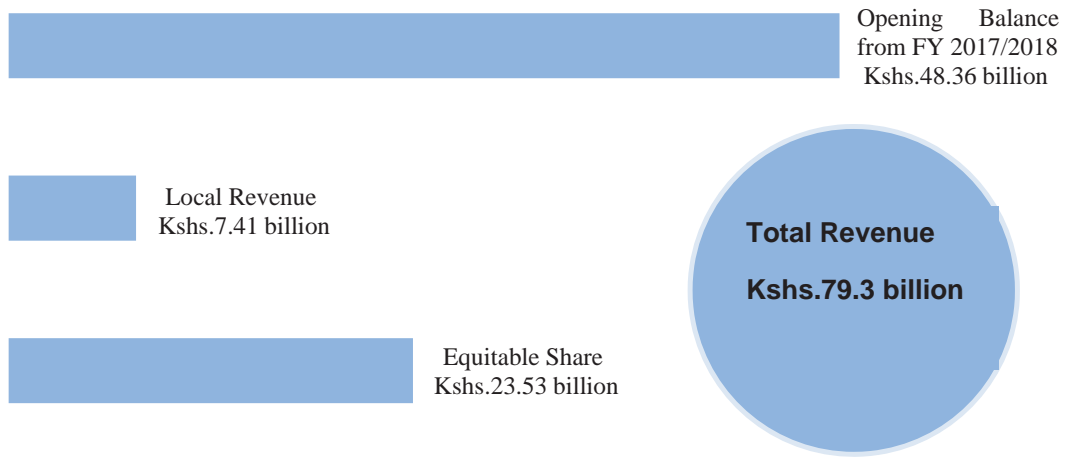 Opening Balance
from FY 2017/2018
Kshs.48.36 billion
Local Revenue
Kshs.7.41 billion
Total Revenue
Kshs.79.3 billion
Equitable Share
Kshs.23.53 billion